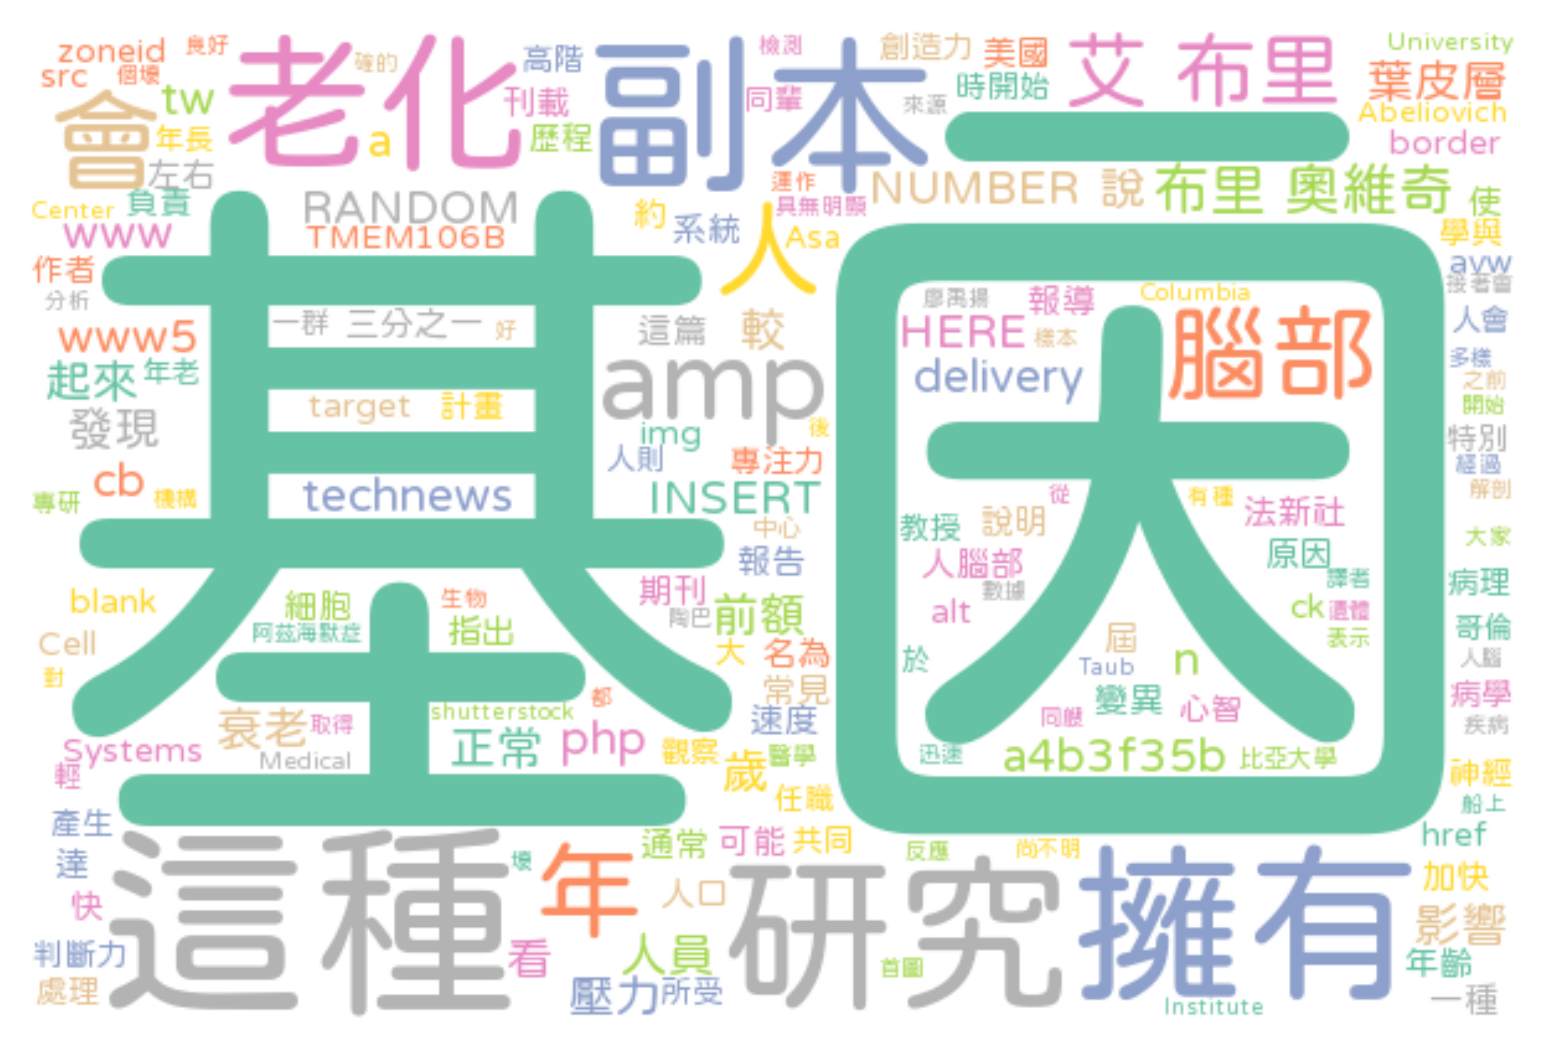 zoneid
良好
src
個壞
tw
會
年長
左右
老化
確的
a
高階
刊載
歷程
副本
檢測
同輩
創造力
來源
美國
時開始
艾 布里
一
University
葉皮層
Abeliovich
border
Center
負責
www
RANDOM
TMEM106B
約
系統
人
運作
具無明顯
Asa
NUMBER
說
布里 奧維奇
使
學與
作者
分析
avw
接著會
基因
一群
三分之一
好
這篇
較
廖禹揚
報導
HERE
樣本
Columbia
腦部
人會
多樣
之前
開始
www5
起來
年老
發現
amp
delivery
target
計畫
img
後
人則
專注力
特別
經過
解剖
cb
專研
機構
technews
INSERT
中心
報告
從
有種
法新社
教授
說明
原因
大家
人腦部
數據
譯者
病理
blank
細胞
阿茲海默症
生物
指出
期刊
陶巴
前額
alt
ck
遺體
表示
哥倫
人腦
Cell
對
大
名為
常見
於
屆
Taub
n
變異
心智
同醴
病學
疾病
衰老
取得
Medical
shutterstock
都
速度
正常
php
觀察
醫學
歲
任職
迅速
a4b3f35b
比亞大學
神經
船上
Systems
輕
產生
達
快
這種
壞
年
通常
可能
共同
反應
尚不明
href
加快
人口
研究
擁有
影響
判斷力
處理
看
人員
壓力
所受
首圖
年齡
Institute
一種